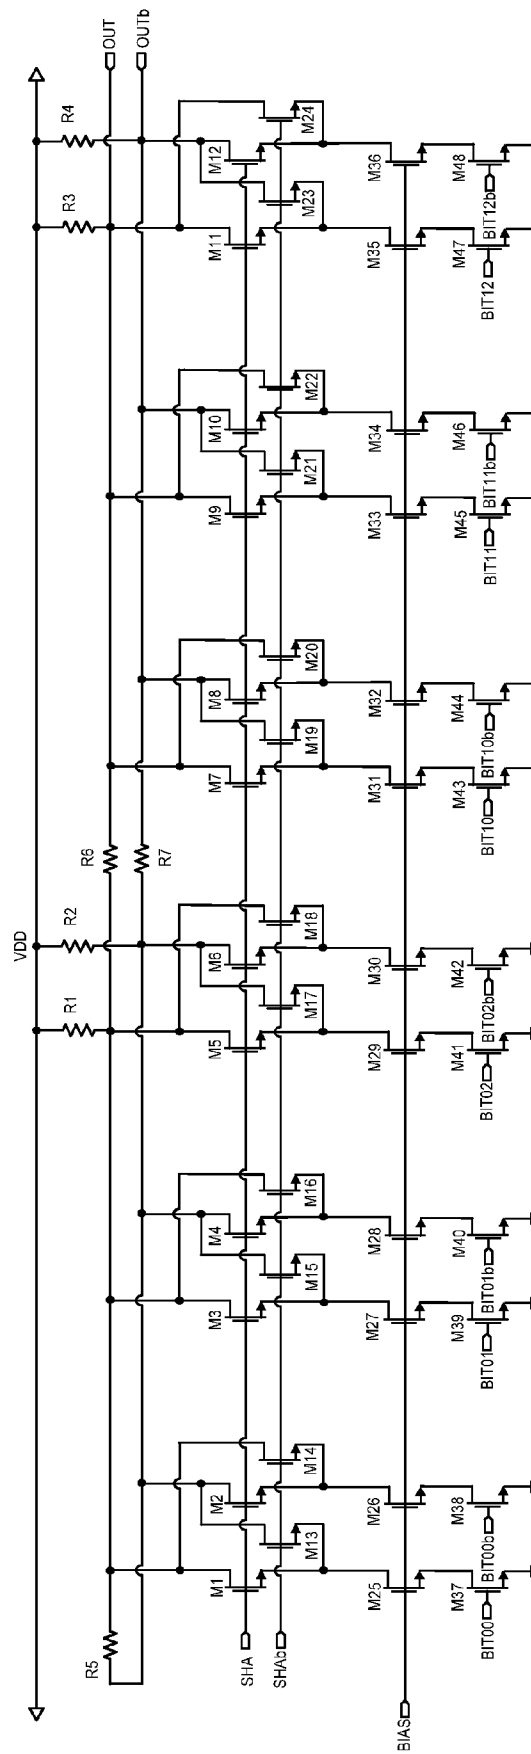 VDD
R1
R2
R3
R4
R5
R6
R7
OUT
OUTb
M1
M2
M3
M4
M5
M6
M7
M8
M9
M10
M11
M12
SHA
M13
M14
M15
M16
M17
M18
M19
M20
M21
M22
M23
M24
SHAb
M25
M26
M27
M28
M29
M30
M31
M32
M33
M34
M35
M36
BIAS
M37
M38
M39
M40
M41
M42
M43
M44
M45
M46
M47
M48
BIT00
BIT00b
BIT01
BIT01b
BIT02
BIT02b
BIT10
BIT10b
BIT11
BIT11b
BIT12
BIT12b